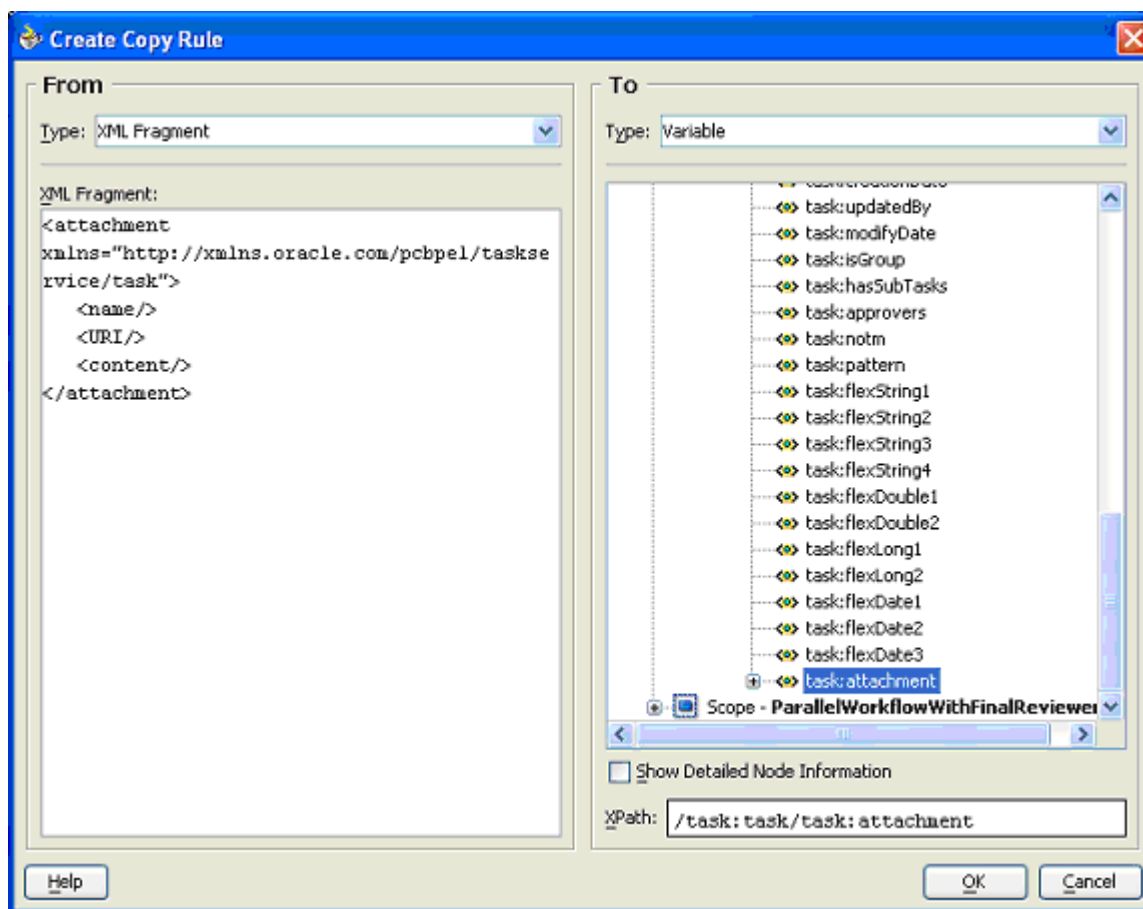 Create Copy Rule
From
Type: XML Fragment
XML Fragment:
<attachment
xmlns="http://xmlns.oracle.com/pcbpel/taskse
rvice/task">
<name/>
<URI/>
<content/>
</attachment>
To
Type: Variable
task:updatedBy
task:modifyDate
task:isGroup
task:hasSubTasks
task:approvers
task:notm
task:pattern
task:flexString1
task:flexString2
task:flexString3
task:flexString4
task:flexDouble1
task:flexDouble2
task:flexLong1
task:flexLong2
task:flexDate1
task:flexDate2
task:flexDate3
task:attachment
Scope - ParallelWorkflowWithFinalReviewer
Show Detailed Node Information
XPath: /task:task/task:attachment
Help
OK
Cancel